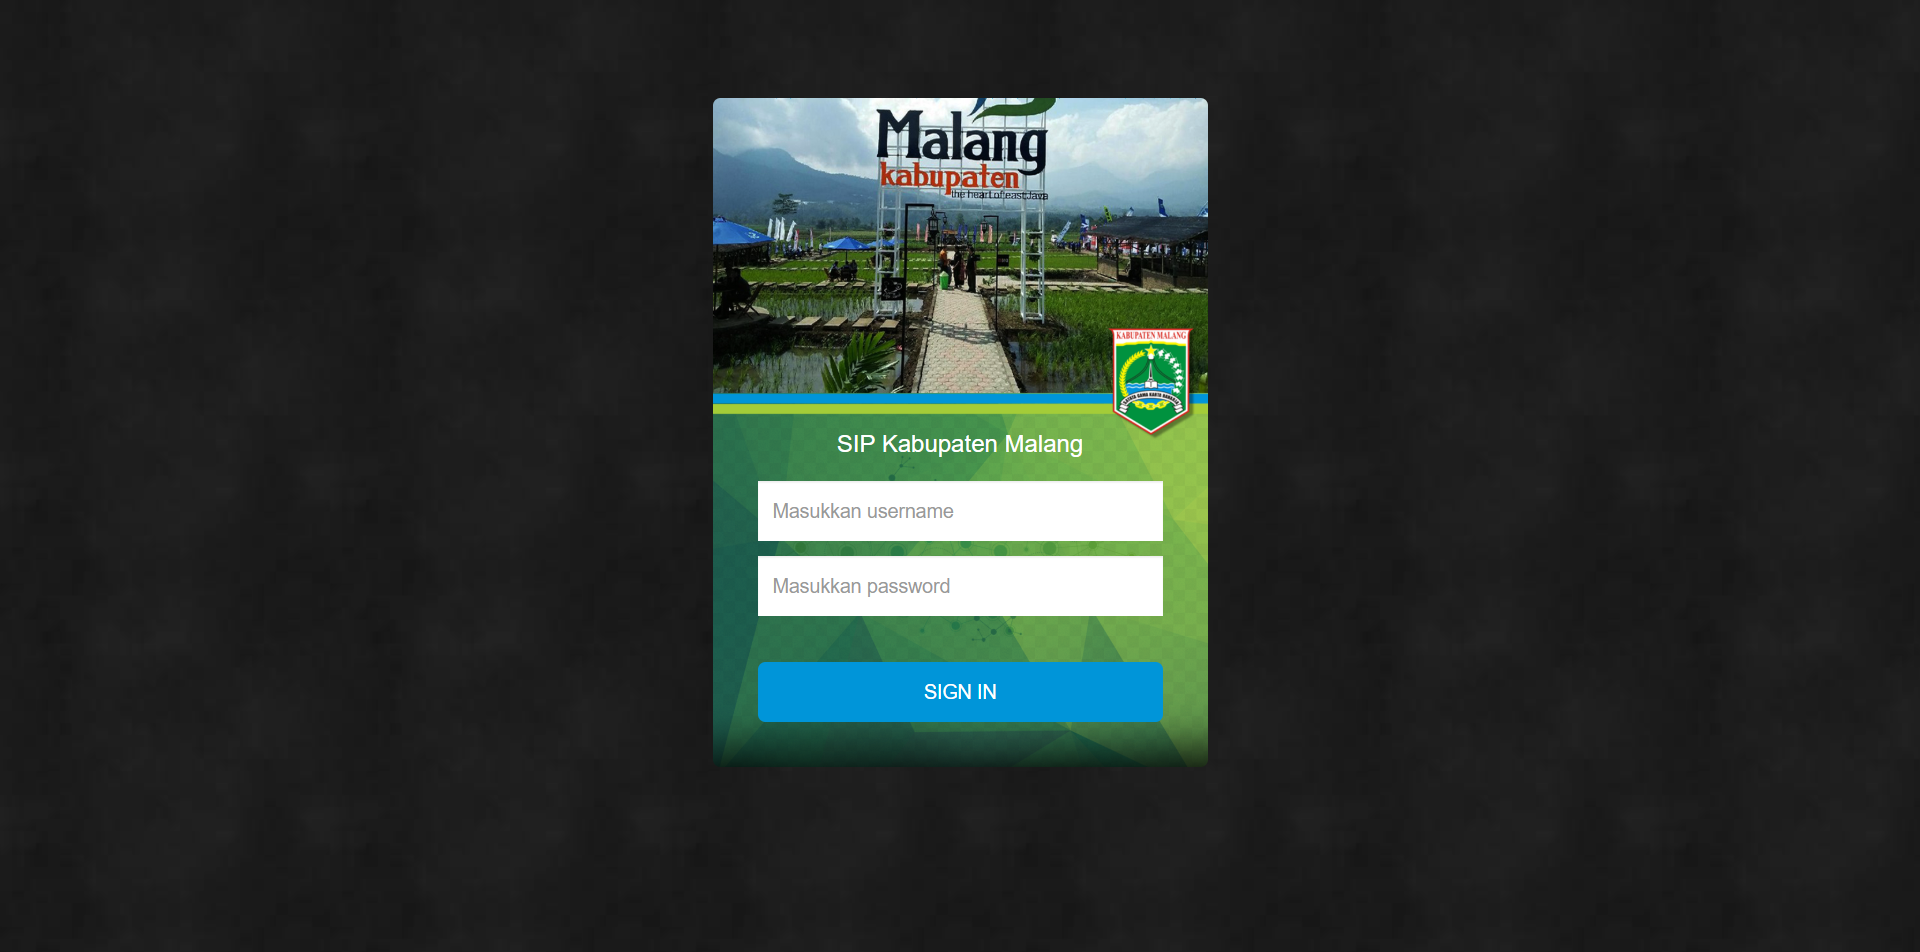 Malang
kabupaten
the heart of east Java
KABUPATEN MALANG
SIP Kabupaten Malang
Masukkan username
Masukkan password
SIGN IN